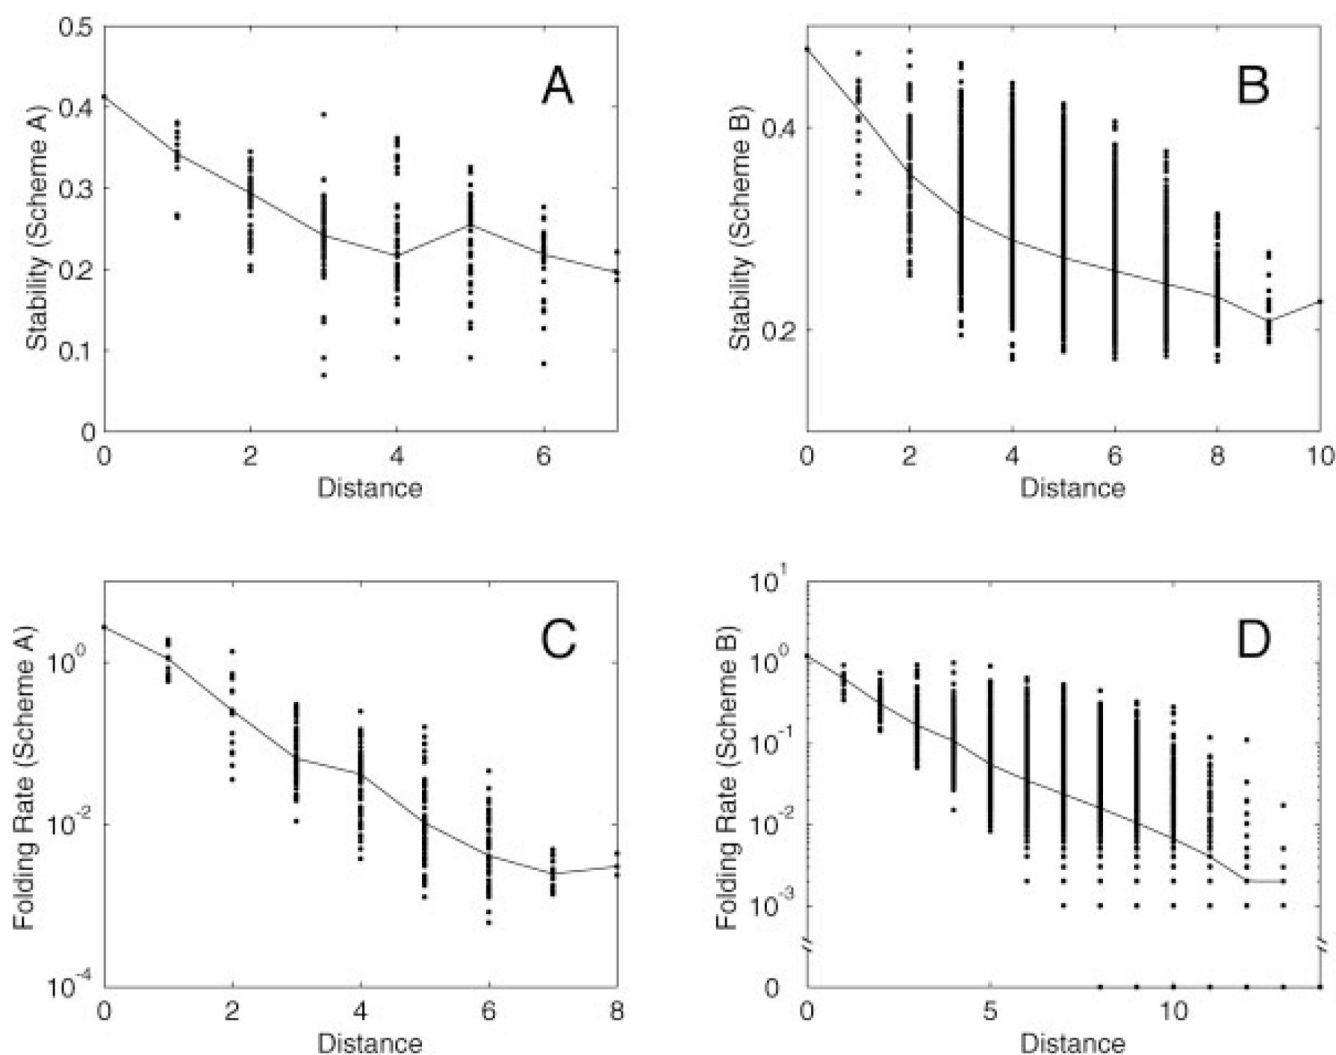 A
Stability (Scheme A)
0.5
0.4
0.3
0.2
0.1
0
0 2 4 6
Distance
B
Stability (Scheme B)
0.4
0.2
0 2 4 6 8 10
Distance
C
Folding Rate (Scheme A)
10^0
10^-2
10^-4
0 2 4 6 8
Distance
D
Folding Rate (Scheme B)
10^1
10^0
10^-1
10^-2
10^-3
0
0 5 10
Distance